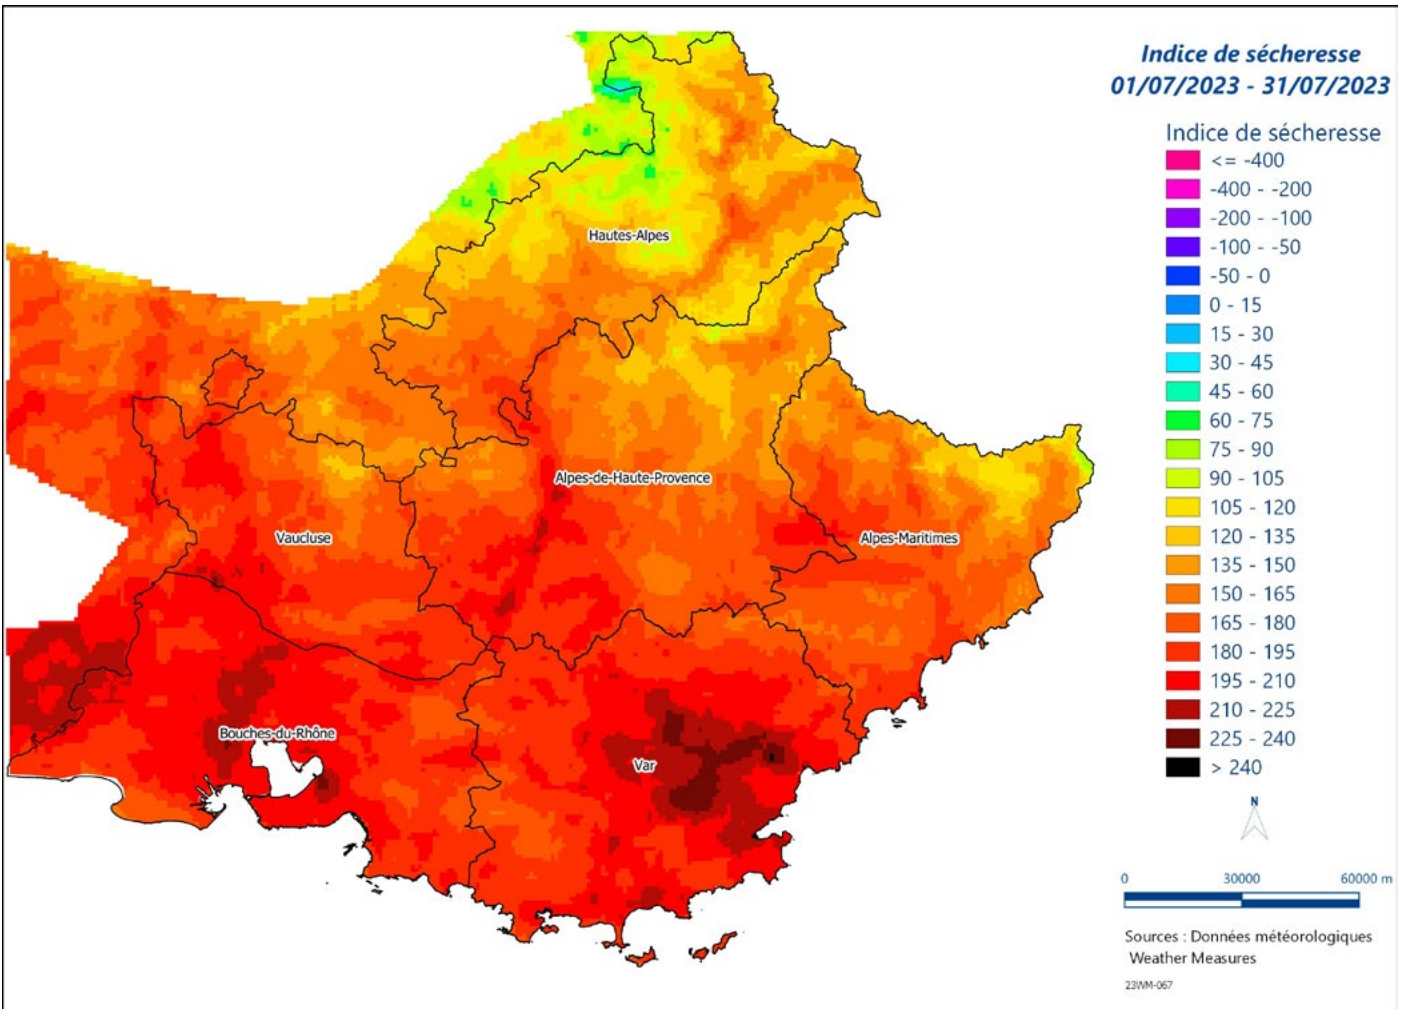 Indice de sécheresse
01/07/2023 - 31/07/2023
Indice de sécheresse
<= -400
-400 - -200
-200 - -100
-100 - -50
-50 - 0
0 - 15
15 - 30
30 - 45
45 - 60
60 - 75
75 - 90
90 - 105
105 - 120
120 - 135
135 - 150
150 - 165
165 - 180
180 - 195
195 - 210
210 - 225
225 - 240
> 240
Hautes-Alpes
Alpes-de-Haute-Provence
Vaucluse
Alpes-Maritimes
Bouches-du-Rhône
Var
N
0 30000 60000 m
Sources : Données météorologiques
Weather Measures
23WM-067